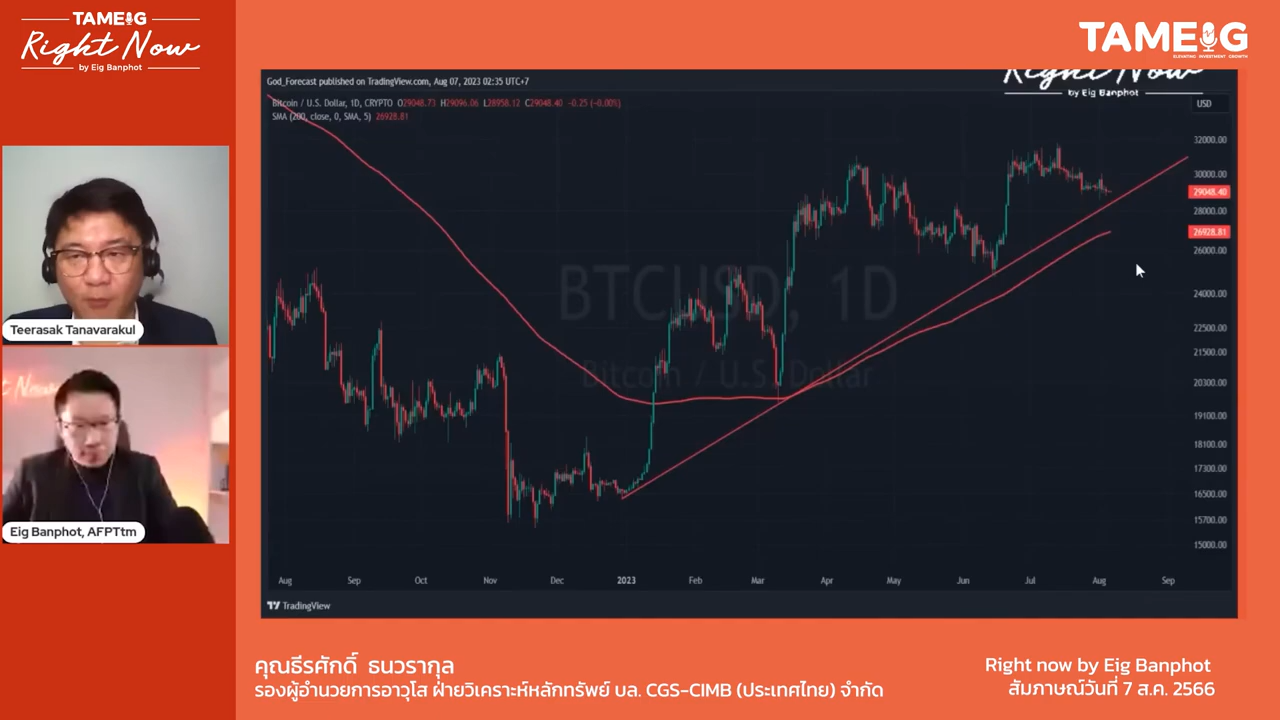 TAMEIG
Right Now
by Eig Banphot
TAMEIG
ELEVATING INVESTMENT GROWTH
Teerasak Tanavarakul
Eig Banphot, AFPTtm
God_Forecast published on TradingView.com, Aug 07, 2023 02:35 UTC+7
Right Now
by Eig Banphot
Bitcoin / U.S. Dollar, 1D, CRYPTO O29048.73 H29096.06 L28958.12 C29048.40 -0.25 (-0.00%)
SMA (200, close, 0, SMA, 5) 26928.81
USD
32000.00
30000.00
29048.40
28000.00
26928.81
26000.00
24000.00
22500.00
21500.00
20300.00
19100.00
18100.00
17300.00
16500.00
15700.00
15000.00
BTCUSD, 1D
Bitcoin / U.S. Dollar
Aug Sep Oct Nov Dec 2023 Feb Mar Apr May Jun Jul Aug Sep
TradingView
คุณธีรศักดิ์ ธนวรากุล
รองผู้อำนวยการอาวุโส ฝ่ายวิเคราะห์หลักทรัพย์ บล. CGS-CIMB (ประเทศไทย) จำกัด
Right now by Eig Banphot
สัมภาษณ์วันที่ 7 ส.ค. 2566